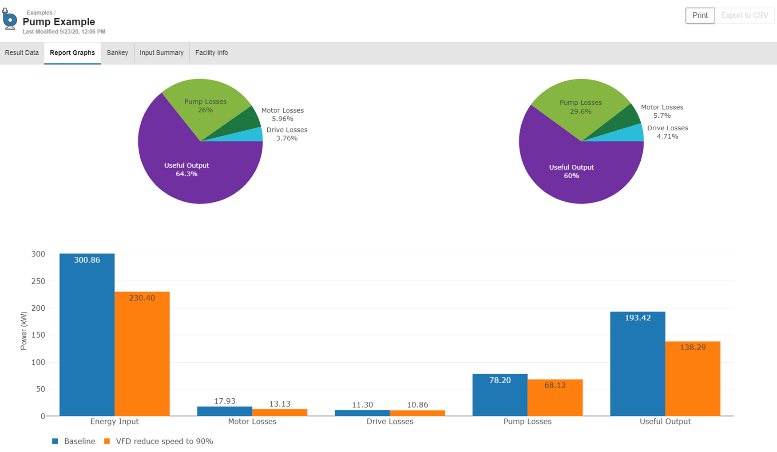 Examples /
Pump Example
Last Modified 9/23/20, 12:06 PM
Print
Export to CSV
Result Data
Report Graphs
Sankey
Input Summary
Facility Info
Pump Losses
26%
Motor Losses
5.96%
Drive Losses
3.76%
Useful Output
64.3%
Pump Losses
29.6%
Motor Losses
5.7%
Drive Losses
4.71%
Useful Output
60%
Power (kW)
300
250
200
150
100
50
0
300.86
230.40
17.93
13.13
11.30
10.86
78.20
68.12
193.42
138.29
Energy Input
Motor Losses
Drive Losses
Pump Losses
Useful Output
Baseline
VFD reduce speed to 90%